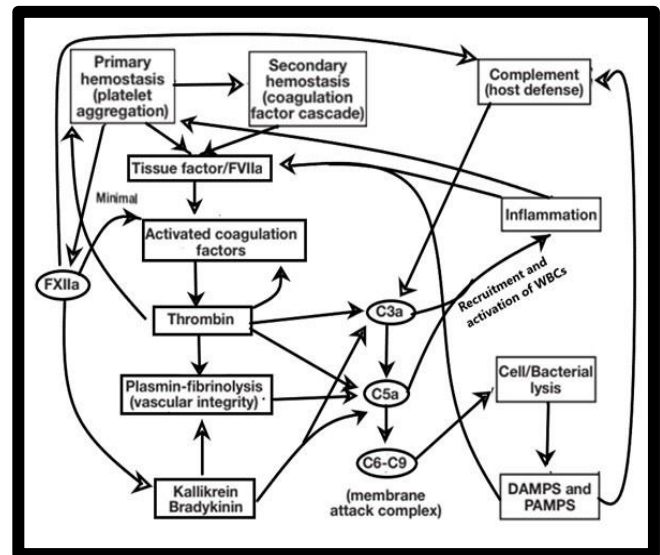 Primary
hemostasis
(platelet
aggregation)
Secondary
hemostasis
(coagulation
factor cascade)
Complement
(host defense)
Tissue factor/FVIIa
Minimal
Activated coagulation
factors
Inflammation
FXIIa
Recruitment and
activation of WBCs
Thrombin
C3a
Plasmin-fibrinolysis
(vascular integrity)
C5a
Cell/Bacterial
lysis
C6-C9
(membrane
attack complex)
Kallikrein
Bradykinin
DAMPS and
PAMPS